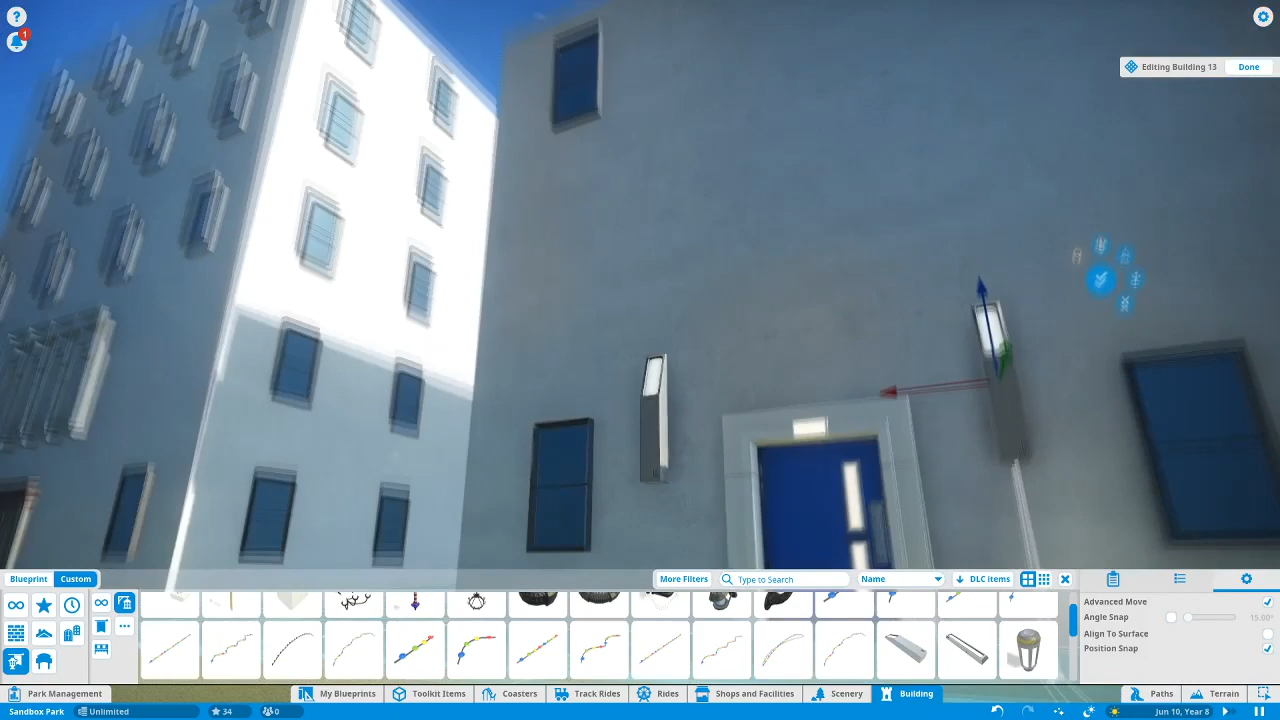 ?
1
Editing Building 13 Done
Blueprint Custom More Filters Type to Search Name DLC items
Advanced Move
Angle Snap 15.00°
Align To Surface
Position Snap
Park Management My Blueprints Toolkit Items Coasters Track Rides Rides Shops and Facilities Scenery Building Paths Terrain
Sandbox Park Unlimited 34 0 Jun 10, Year 8